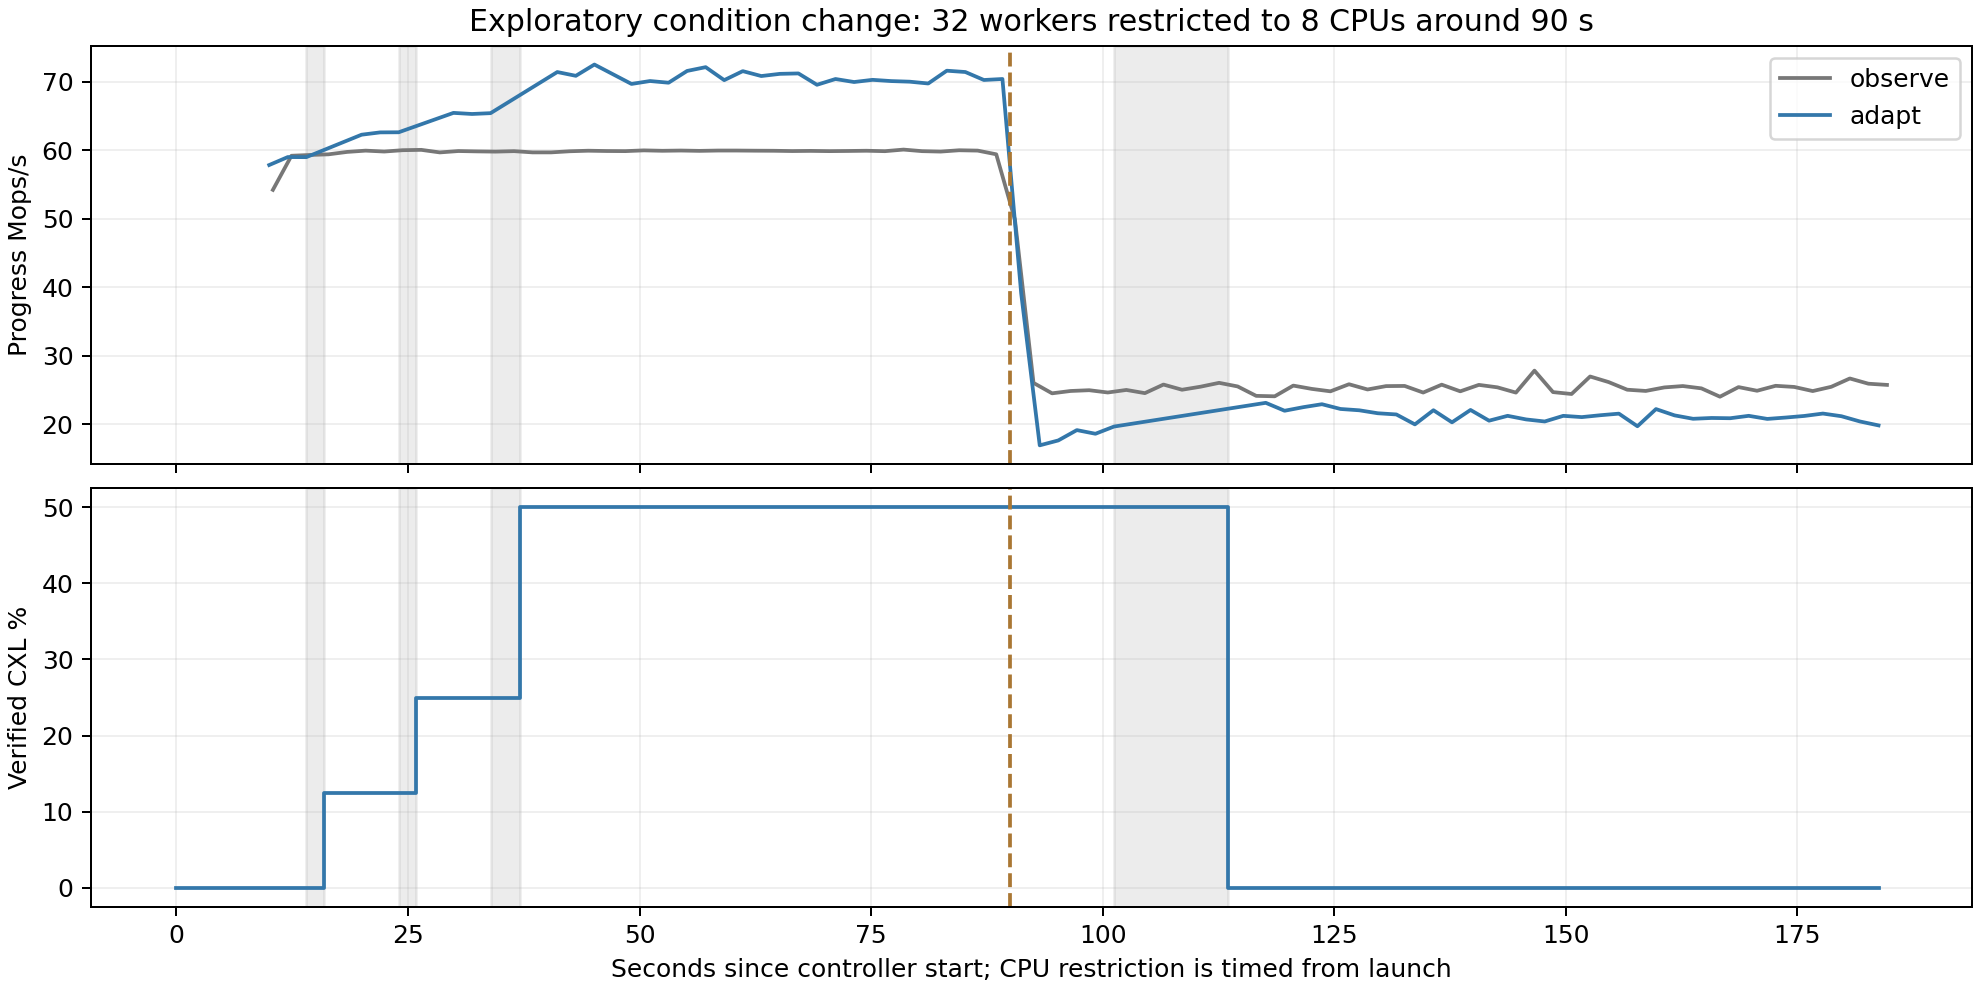 Exploratory condition change: 32 workers restricted to 8 CPUs around 90 s
Progress Mops/s
70
60
50
40
30
20
observe
adapt
Verified CXL %
50
40
30
20
10
0
0 25 50 75 100 125 150 175
Seconds since controller start; CPU restriction is timed from launch